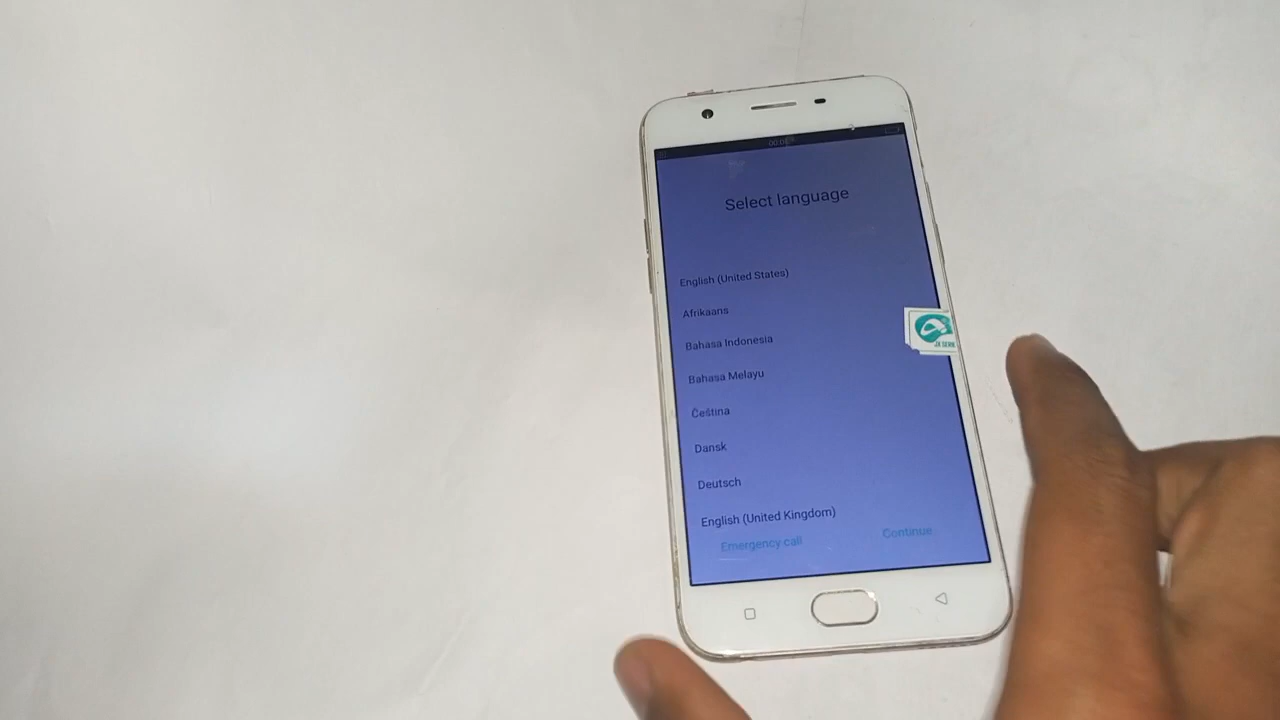 Select language
English (United States)
Afrikaans
Bahasa Indonesia
Bahasa Melayu
Čeština
Dansk
Deutsch
English (United Kingdom)
Emergency call
Continue